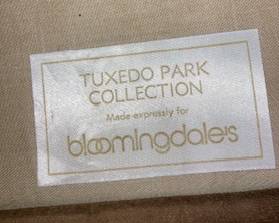 TUXEDO PARK
COLLECTION
Made expressly for
bloomingdale's